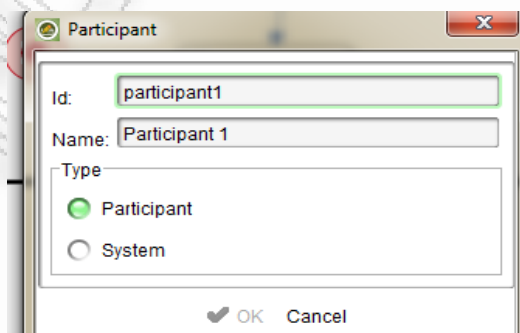 Participant
Id: participant1
Name: Participant 1
Type
Participant
System
OK Cancel